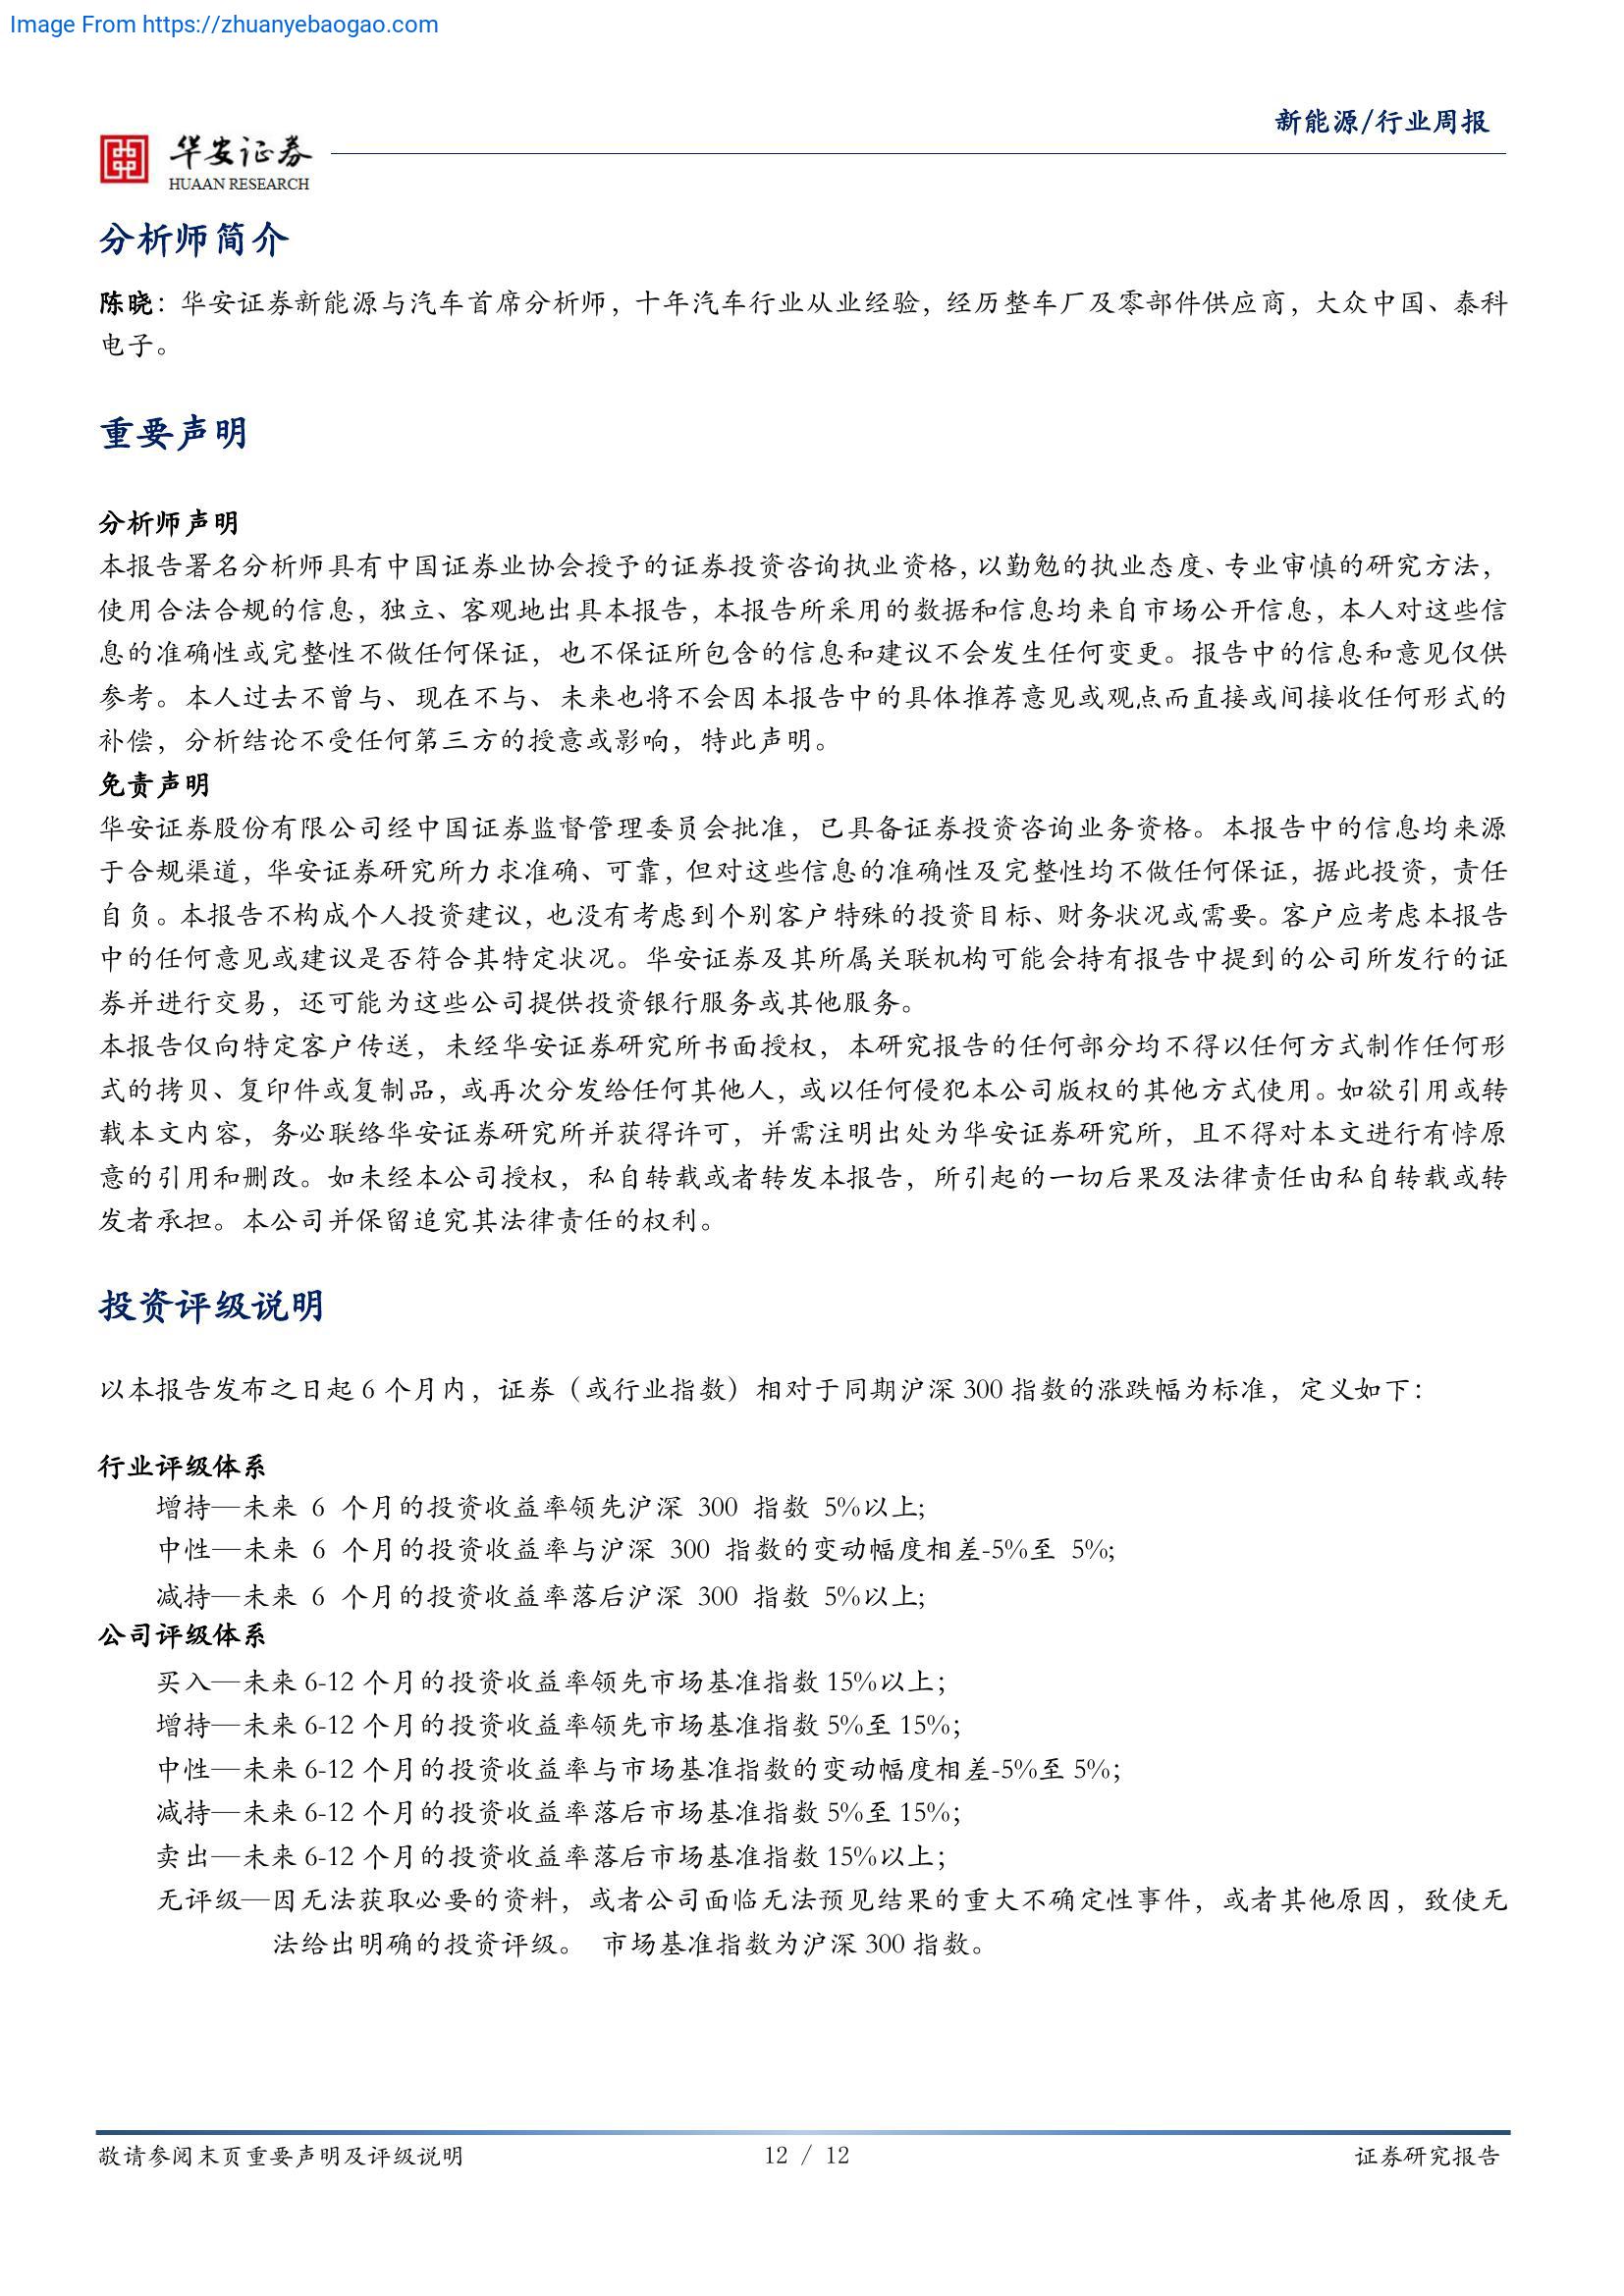 Image From https://zhuanyebaogao.com
新能源/行业周报
华安证券
HUAAN RESEARCH
分析师简介
陈晓：华安证券新能源与汽车首席分析师，十年汽车行业从业经验，经历整车厂及零部件供应商，大众中国、泰科
电子。
重要声明
分析师声明
本报告署名分析师具有中国证券业协会授予的证券投资咨询执业资格，以勤勉的执业态度、专业审慎的研究方法，
使用合法合规的信息，独立、客观地出具本报告，本报告所采用的数据和信息均来自市场公开信息，本人对这些信
息的准确性或完整性不做任何保证，也不保证所包含的信息和建议不会发生任何变更。报告中的信息和意见仅供
参考。本人过去不曾与、现在不与、未来也将不会因本报告中的具体推荐意见或观点而直接或间接收任何形式的
补偿，分析结论不受任何第三方的授意或影响，特此声明。
免责声明
华安证券股份有限公司经中国证券监督管理委员会批准，已具备证券投资咨询业务资格。本报告中的信息均来源
于合规渠道，华安证券研究所力求准确、可靠，但对这些信息的准确性及完整性均不做任何保证，据此投资，责任
自负。本报告不构成个人投资建议，也没有考虑到个别客户特殊的投资目标、财务状况或需要。客户应考虑本报告
中的任何意见或建议是否符合其特定状况。华安证券及其所属关联机构可能会持有报告中提到的公司所发行的证
券并进行交易，还可能为这些公司提供投资银行服务或其他服务。
本报告仅向特定客户传送，未经华安证券研究所书面授权，本研究报告的任何部分均不得以任何方式制作任何形
式的拷贝、复印件或复制品，或再次分发给任何其他人，或以任何侵犯本公司版权的其他方式使用。如欲引用或转
载本文内容，务必联络华安证券研究所并获得许可，并需注明出处为华安证券研究所，且不得对本文进行有悖原
意的引用和删改。如未经本公司授权，私自转载或者转发本报告，所引起的一切后果及法律责任由私自转载或转
发者承担。本公司并保留追究其法律责任的权利。
投资评级说明
以本报告发布之日起 6 个月内，证券（或行业指数）相对于同期沪深 300 指数的涨跌幅为标准，定义如下：
行业评级体系
增持—未来 6 个月的投资收益率领先沪深 300 指数 5%以上;
中性—未来 6 个月的投资收益率与沪深 300 指数的变动幅度相差-5%至 5%;
减持—未来 6 个月的投资收益率落后沪深 300 指数 5%以上;
公司评级体系
买入—未来 6-12 个月的投资收益率领先市场基准指数 15%以上；
增持—未来 6-12 个月的投资收益率领先市场基准指数 5%至 15%；
中性—未来 6-12 个月的投资收益率与市场基准指数的变动幅度相差-5%至 5%；
减持—未来 6-12 个月的投资收益率落后市场基准指数 5%至 15%；
卖出—未来 6-12 个月的投资收益率落后市场基准指数 15%以上；
无评级—因无法获取必要的资料，或者公司面临无法预见结果的重大不确定性事件，或者其他原因，致使无
法给出明确的投资评级。 市场基准指数为沪深 300 指数。
敬请参阅末页重要声明及评级说明
12 / 12
证券研究报告